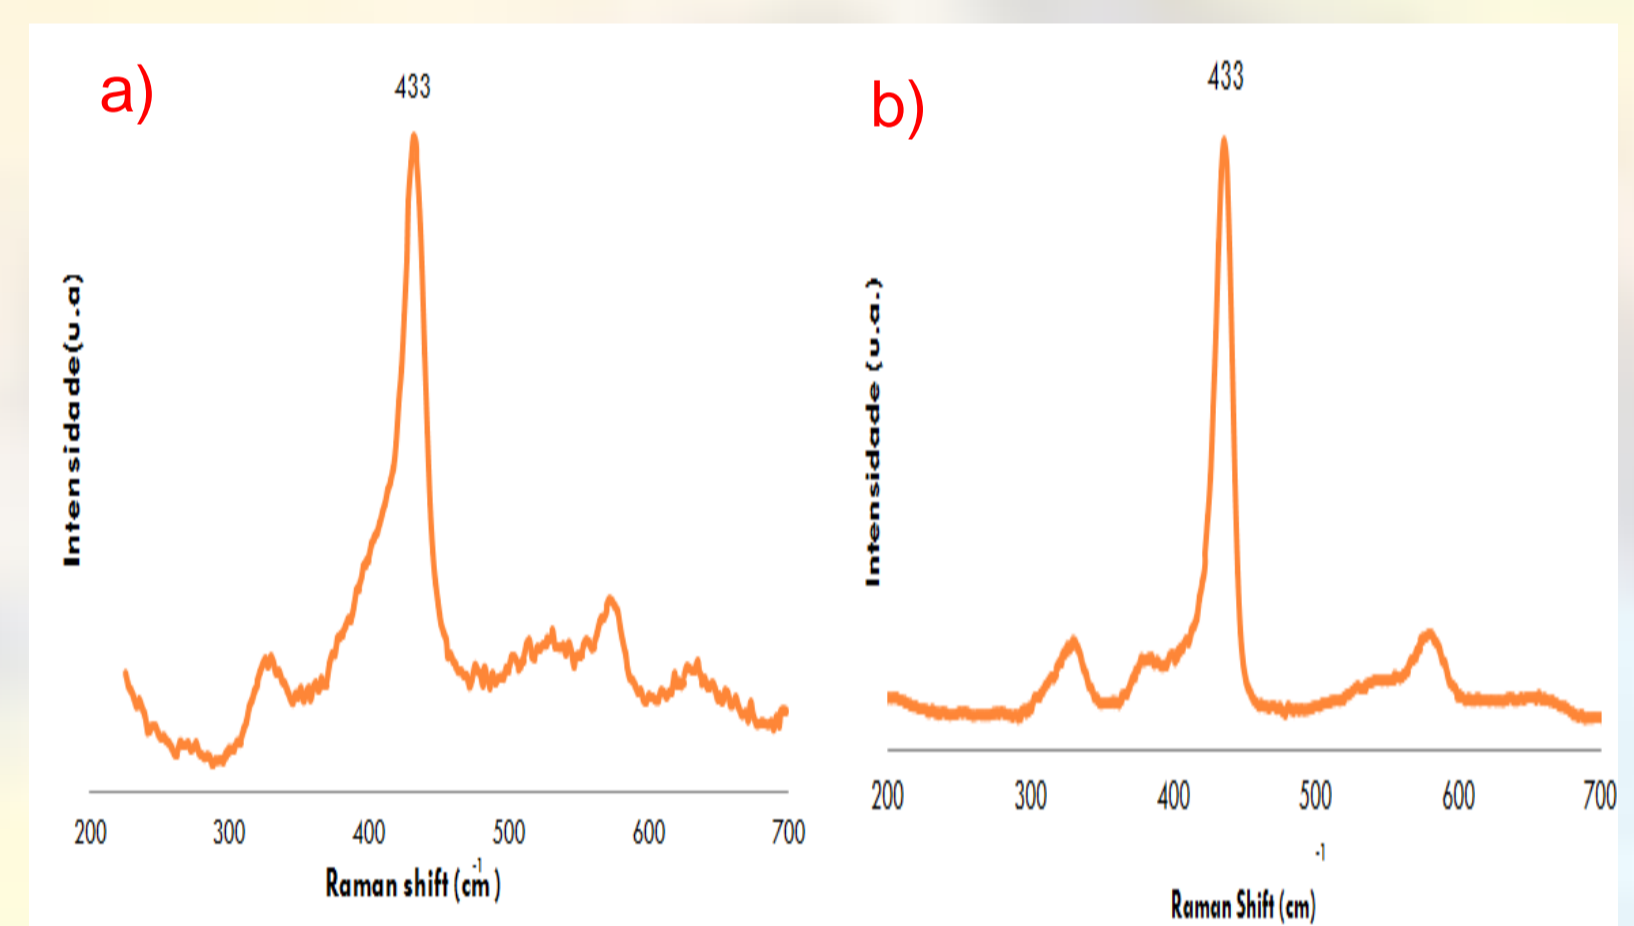 a)
433
Intensidade(u.a)
200 300 400 500 600 700
Raman shift (cm-1)
b)
433
Intensidade (u.a.)
200 300 400 500 600 700
-1
Raman Shift (cm)